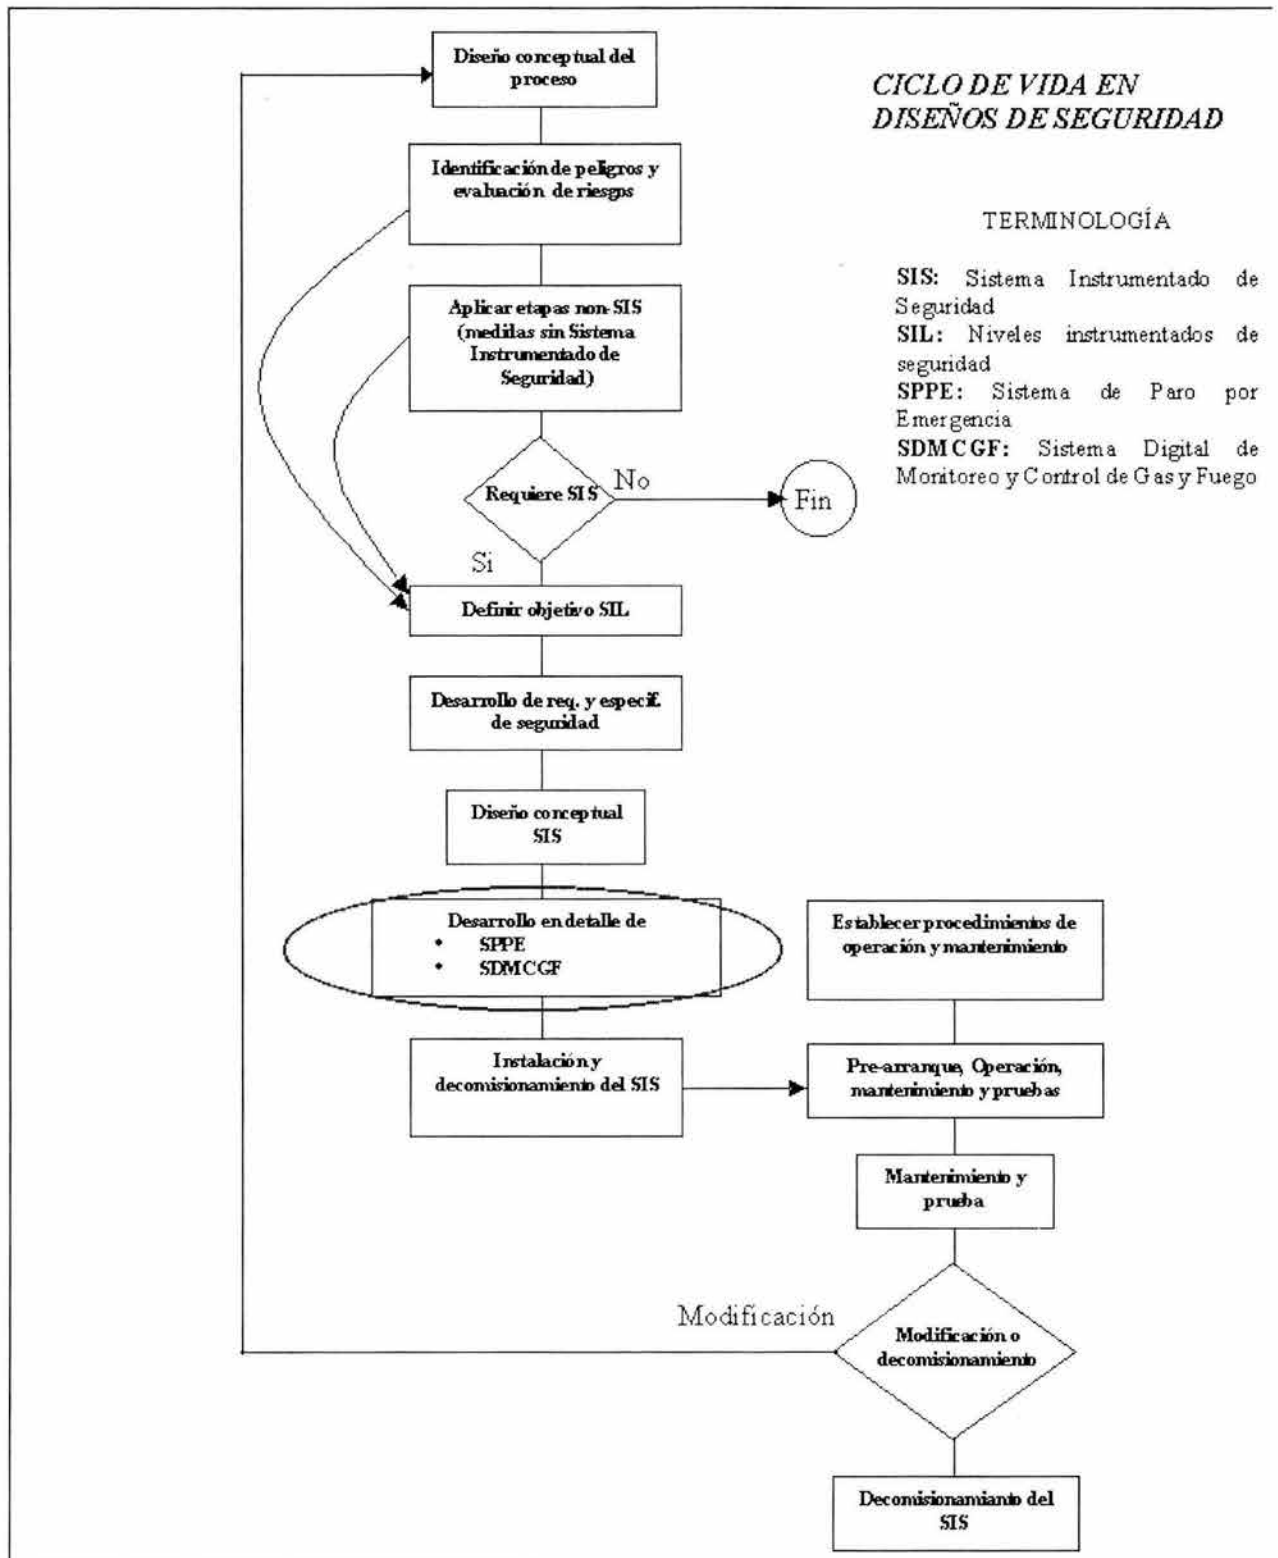 Diseño conceptual del
proceso
CICLO DE VIDA EN
DISEÑOS DE SEGURIDAD
Identificación de peligros y
evaluación de riesgos
TERMINOLOGÍA
SIS: Sistema Instrumentado de
Seguridad
SIL: Niveles instrumentados de
seguridad
SPPE: Sistema de Paro por
Emergencia
SDMCGF: Sistema Digital de
Monitoreo y Control de Gas y Fuego
Aplicar etapas non-SIS
(medilas sin Sistema
Instrumentado de
Seguridad)
Requiere SIS
No
Fin
Si
Definir objetivo SIL
Desarrollo de req. y especif.
de seguridad
Diseño conceptual
SIS
Desarrollo en detalle de
• SPPE
• SDMCGF
Establecer procedimientos de
operación y mantenimiento
Instalación y
decomisionamiento del SIS
Pre-arranque, Operación,
mantenimiento y pruebas
Mantenimiento y
prueba
Modificación
Modificación o
decomisionamiento
Decomisionamianto del
SIS